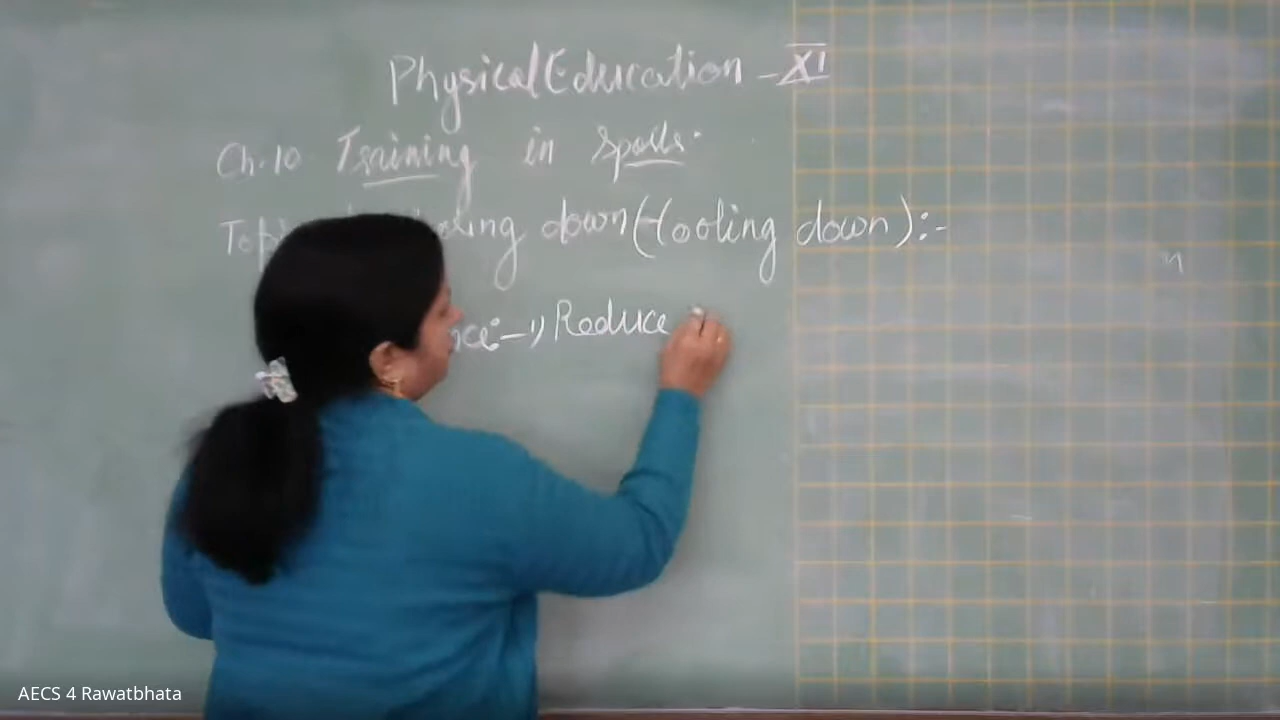 Physical Education - XI
Ch. 10 Training in Sports.
down (Cooling down) :-
:- 1) Reduce
AECS 4 Rawatbhata